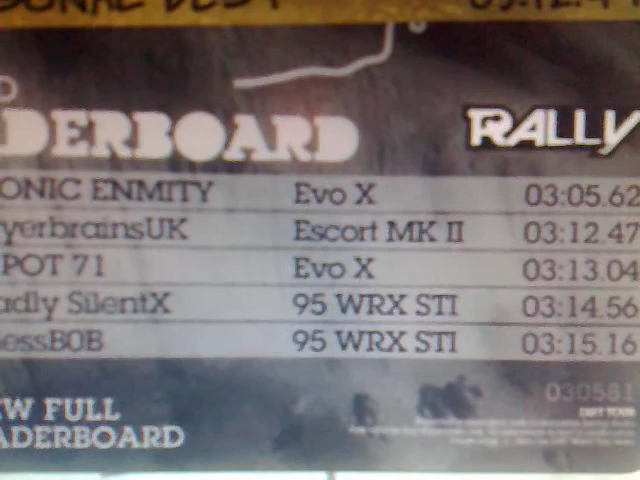 DERBOARD RALLY
ONIC ENMITY Evo X 03:05.62
yerbrainsUK Escort MK II 03:12.47
POT 71 Evo X 03:13.04
adly SilentX 95 WRX STI 03:14.56
essB0B 95 WRX STI 03:15.16
030581
EW FULL
ADERBOARD